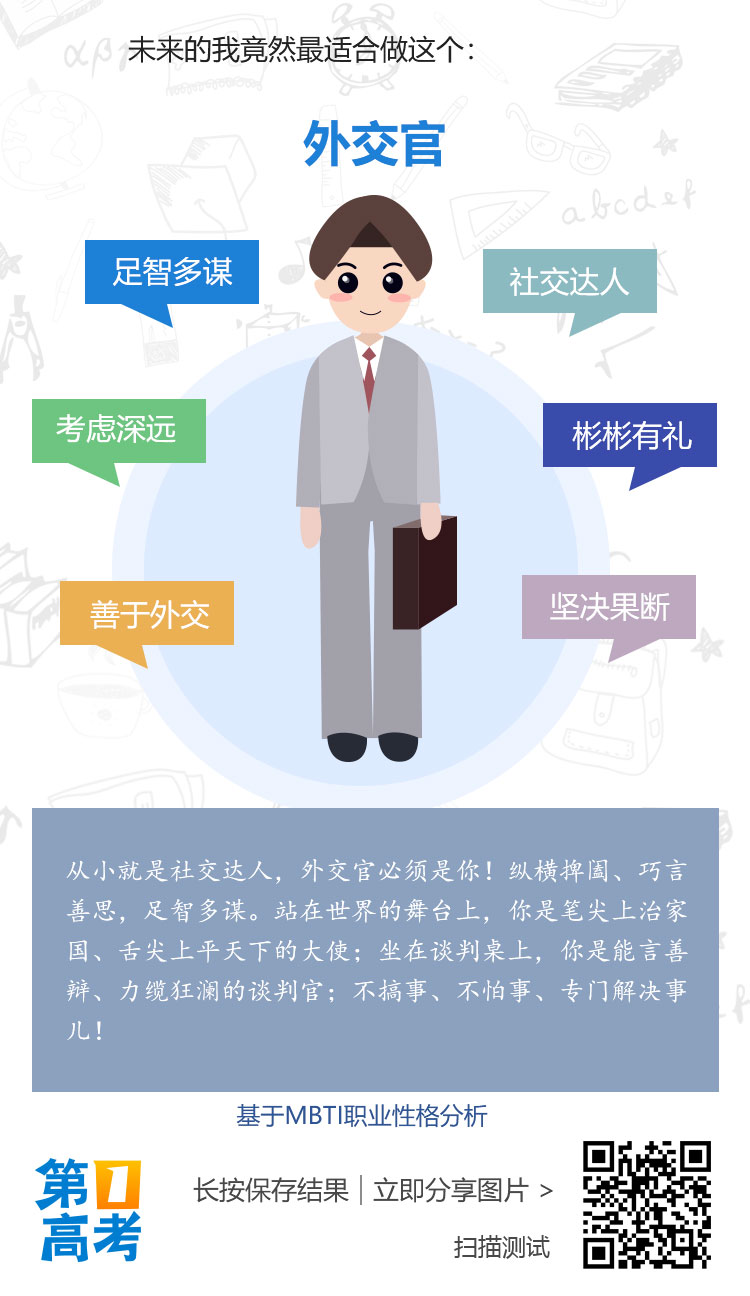 未来的我竟然最适合做这个：
外交官
足智多谋
社交达人
考虑深远
彬彬有礼
善于外交
坚决果断
αβγ
abcdef
从小就是社交达人，外交官必须是你！纵横捭阖、巧言
善思，足智多谋。站在世界的舞台上，你是笔尖上治家
国、舌尖上平天下的大使；坐在谈判桌上，你是能言善
辩、力缆狂澜的谈判官；不搞事、不怕事、专门解决事
儿！
基于MBTI职业性格分析
第1
高考
长按保存结果｜立即分享图片 >
扫描测试